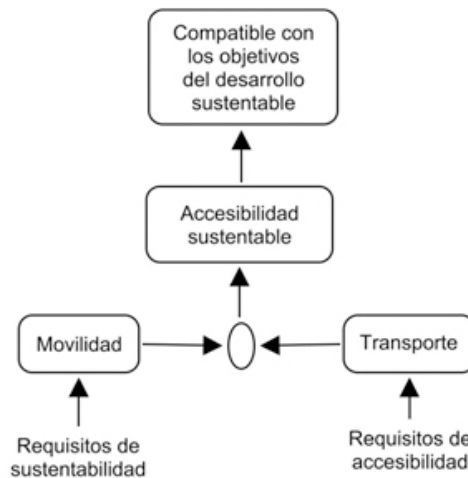 Compatible con
los objetivos
del desarrollo
sustentable
Accesibilidad
sustentable
Movilidad
Transporte
Requisitos de
sustentabilidad
Requisitos de
accesibilidad